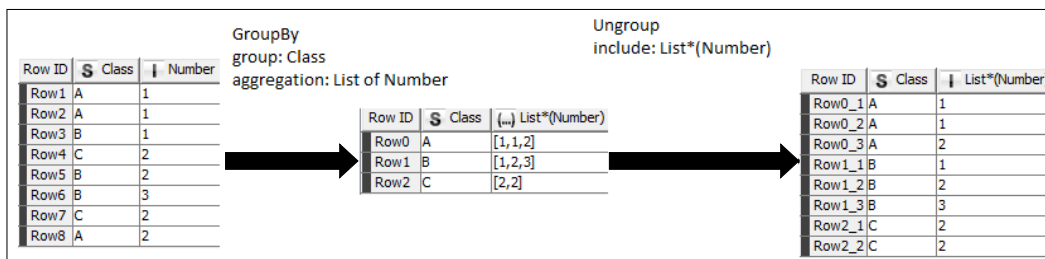 GroupBy
group: Class
aggregation: List of Number
Ungroup
include: List*(Number)
Row ID S Class I Number
Row1 A 1
Row2 A 1
Row3 B 1
Row4 C 2
Row5 B 2
Row6 B 3
Row7 C 2
Row8 A 2
Row ID S Class (...) List*(Number)
Row0 A [1,1,2]
Row1 B [1,2,3]
Row2 C [2,2]
Row ID S Class I List*(Number)
Row0_1 A 1
Row0_2 A 1
Row0_3 A 2
Row1_1 B 1
Row1_2 B 2
Row1_3 B 3
Row2_1 C 2
Row2_2 C 2